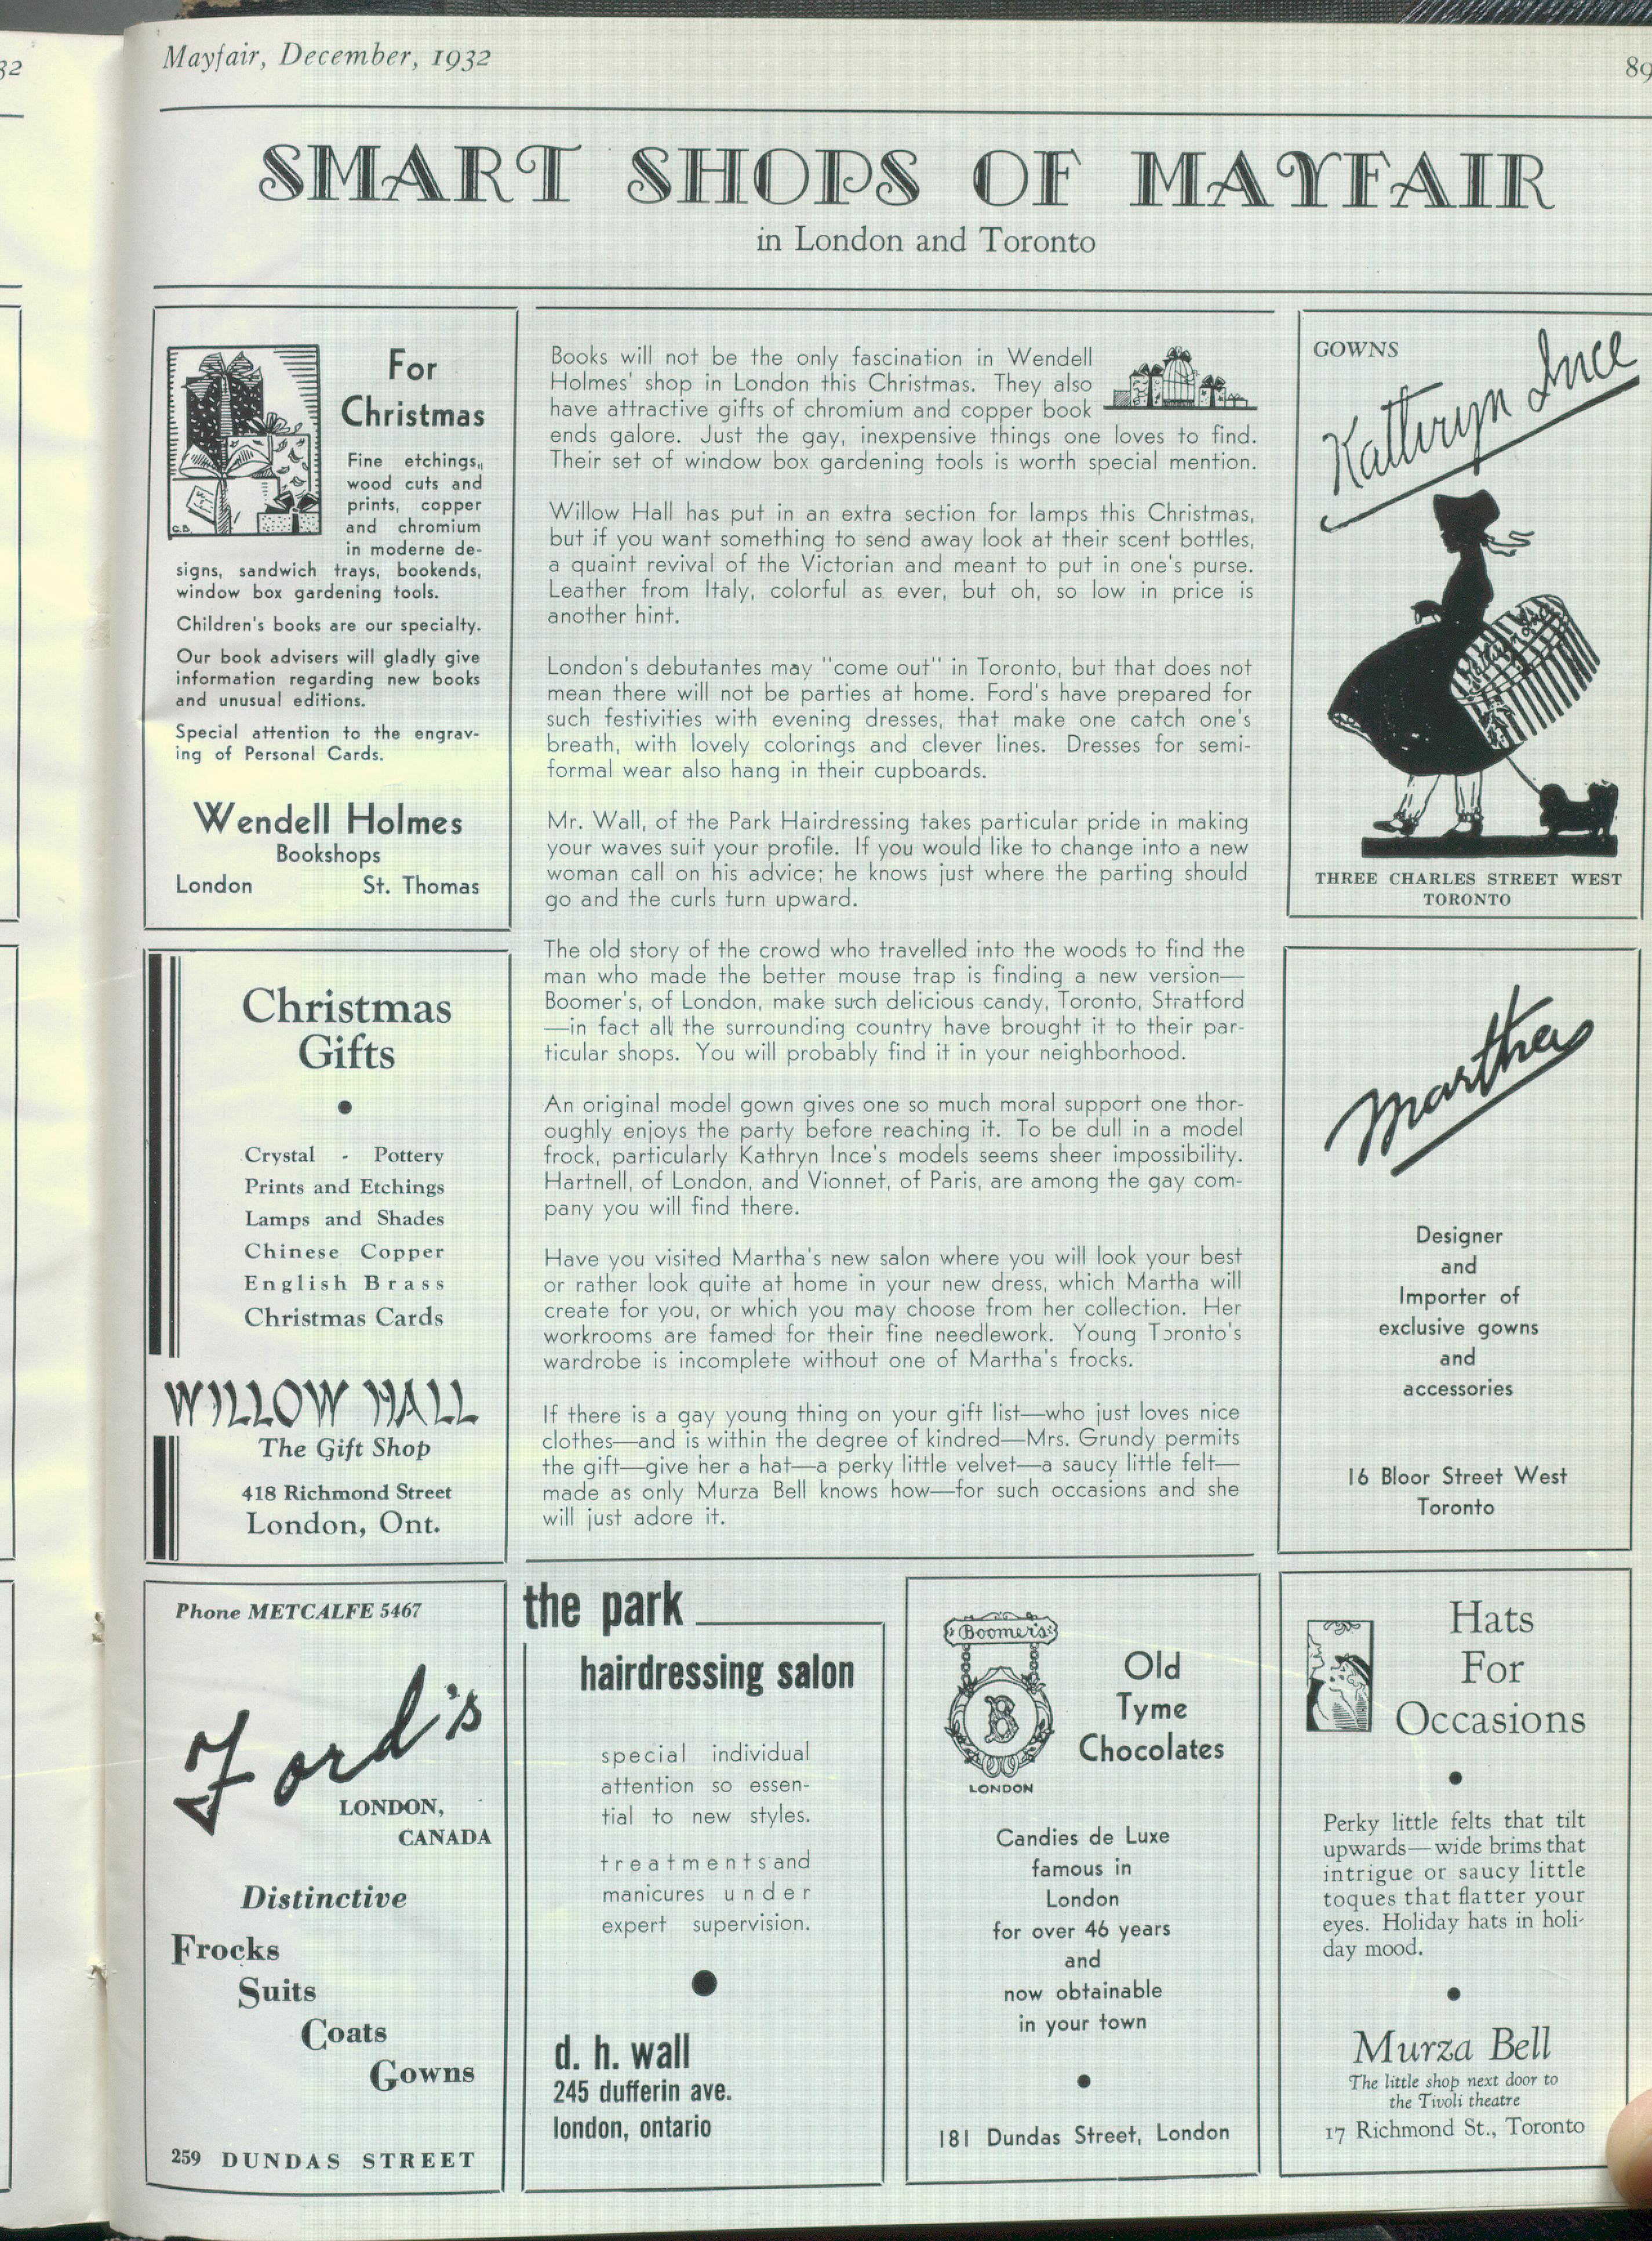 32
Mayfair, December, 1932
89
SMART SHOPS OF MAYFAIR
in London and Toronto
For
Christmas
Fine etchings,,
wood cuts and
prints, copper
and chromium
in moderne de-
signs, sandwich trays, bookends,
window box gardening tools.
Children's books are our specialty.
Our book advisers will gladly give
information regarding new books
and unusual editions.
Special attention to the engrav-
ing of Personal Cards.
Wendell Holmes
Bookshops
London St. Thomas
Christmas
Gifts
Crystal - Pottery
Prints and Etchings
Lamps and Shades
Chinese Copper
English Brass
Christmas Cards
WILLOW HALL
The Gift Shop
418 Richmond Street
London, Ont.
Books will not be the only fascination in Wendell
Holmes' shop in London this Christmas. They also
have attractive gifts of chromium and copper book
ends galore. Just the gay, inexpensive things one loves to find.
Their set of window box gardening tools is worth special mention.
Willow Hall has put in an extra section for lamps this Christmas,
but if you want something to send away look at their scent bottles,
a quaint revival of the Victorian and meant to put in one's purse.
Leather from Italy, colorful as ever, but oh, so low in price is
another hint.
London's debutantes may "come out" in Toronto, but that does not
mean there will not be parties at home. Ford's have prepared for
such festivities with evening dresses, that make one catch one's
breath, with lovely colorings and clever lines. Dresses for semi-
formal wear also hang in their cupboards.
Mr. Wall, of the Park Hairdressing takes particular pride in making
your waves suit your profile. If you would like to change into a new
woman call on his advice; he knows just where the parting should
go and the curls turn upward.
The old story of the crowd who travelled into the woods to find the
man who made the better mouse trap is finding a new version—
Boomer's, of London, make such delicious candy, Toronto, Stratford
—in fact all the surrounding country have brought it to their par-
ticular shops. You will probably find it in your neighborhood.
An original model gown gives one so much moral support one thor-
oughly enjoys the party before reaching it. To be dull in a model
frock, particularly Kathryn Ince's models seems sheer impossibility.
Hartnell, of London, and Vionnet, of Paris, are among the gay com-
pany you will find there.
Have you visited Martha's new salon where you will look your best
or rather look quite at home in your new dress, which Martha will
create for you, or which you may choose from her collection. Her
workrooms are famed for their fine needlework. Young Toronto's
wardrobe is incomplete without one of Martha's frocks.
If there is a gay young thing on your gift list—who just loves nice
clothes—and is within the degree of kindred—Mrs. Grundy permits
the gift—give her a hat—a perky little velvet—a saucy little felt—
made as only Murza Bell knows how—for such occasions and she
will just adore it.
GOWNS
Kathryn Ince
Kathryn Ince
THREE CHARLES STREET WEST
TORONTO
Martha
Designer
and
Importer of
exclusive gowns
and
accessories
16 Bloor Street West
Toronto
Phone METCALFE 5467
Ford's
LONDON,
CANADA
Distinctive
Frocks
Suits
Coats
Gowns
259 DUNDAS STREET
the park
hairdressing salon
special individual
attention so essen-
tial to new styles.
treatments and
manicures under
expert supervision.
d. h. wall
245 dufferin ave.
london, ontario
Boomer's
B
LONDON
Old
Tyme
Chocolates
Candies de Luxe
famous in
London
for over 46 years
and
now obtainable
in your town
181 Dundas Street, London
Hats
For
Occasions
Perky little felts that tilt
upwards—wide brims that
intrigue or saucy little
toques that flatter your
eyes. Holiday hats in holi-
day mood.
Murza Bell
The little shop next door to
the Tivoli theatre
17 Richmond St., Toronto
G.B.